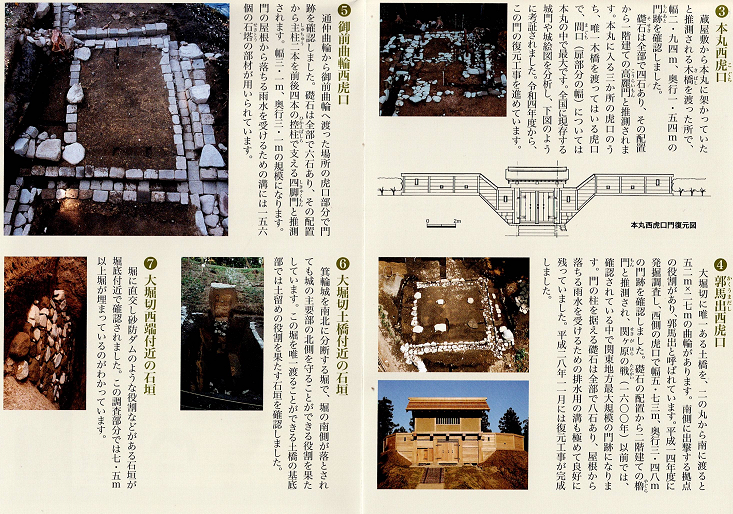 ❸ 本丸西虎口
こぐち
蔵屋敷から本丸に架かっていた
と推測される木橋を渡った所で、
幅二・九四m、奥行一・五四mの
門跡を確認しました。
礎石は全部で四石あり、その配置
から一階建ての高麗門と推測されま
す。本丸に入る三か所の虎口のう
ち、唯一木橋を渡ってはいる虎口
で、間口（扉部分の幅）については
本丸の中で最大です。全国に現存する
城門や城絵図を分析し、下図のよう
に考証されました。令和四年度から、
この門の復元工事を進めています。
0 2m
本丸西虎口門復元図
❹ 郭馬出西虎口
かくうまだし
大堀切に唯一ある土橋を、二の丸から南に渡ると
五二m×二七mの曲輪があります。南側に出撃する拠点
の役割があり、郭馬出と呼ばれています。平成一四年度に
発掘調査し、西側の虎口で幅五・七三m、奥行三・四八m
の門跡を確認しました。礎石の配置から二階建ての櫓
門と推測され、関ヶ原の戦（一六〇〇年）以前では、
確認されている中で関東地方最大規模の門跡になりま
す。門の柱を据える礎石は全部で八石あり、屋根から
落ちる雨水を受けるための排水用の溝も極めて良好に
残っていました。平成二八年一一月には復元工事が完成
しました。
❺ 御前曲輪西虎口
通仲曲輪から御前曲輪へ渡った場所の虎口部分で門
跡を確認しました。礎石は全部で六石あり、その配置
から主柱二本を前後四本の控柱で支える四脚門と推測
されます。幅三・一m、奥行三・一mの規模になります。
門の屋根から落ちる雨水を受けるための溝には一五六
個の石塔の部材が用いられています。
❻ 大堀切土橋付近の石垣
箕輪城を南北に分断する堀で、堀の南側が落とされ
ても城の主要部の北側を守ることができる役割を果た
しています。この堀を唯一渡ることができる土橋の基底
部では土留めの役割を果たす石垣を確認しました。
❼ 大堀切西端付近の石垣
堀に直交し砂防ダムのような役割などがある石垣が
堀底付近で確認されました。この調査部分では七・五m
以上堀が埋まっているのがわかっています。